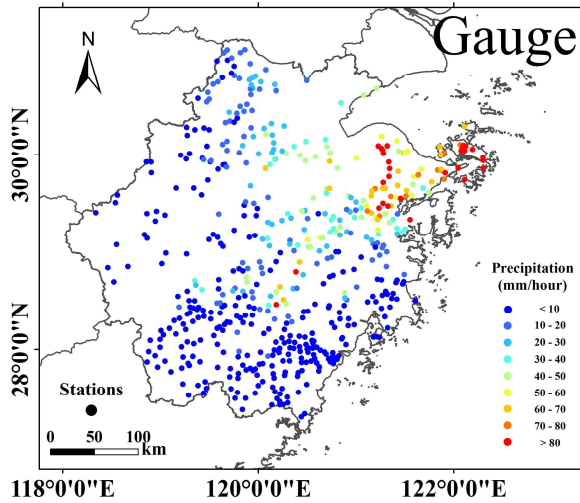 Gauge
N
30°0'0"N
28°0'0"N
Precipitation
(mm/hour)
< 10
10 - 20
20 - 30
30 - 40
40 - 50
50 - 60
60 - 70
70 - 80
> 80
Stations
0 50 100
km
118°0'0"E
120°0'0"E
122°0'0"E